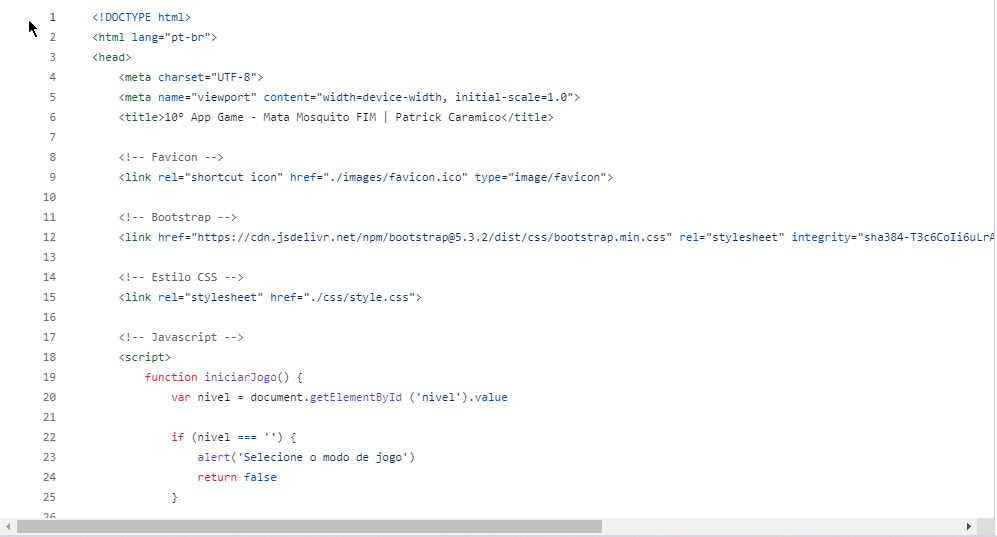 1 <!DOCTYPE html>
2 <html lang="pt-br">
3 <head>
4 <meta charset="UTF-8">
5 <meta name="viewport" content="width=device-width, initial-scale=1.0">
6 <title>10º App Game - Mata Mosquito FIM | Patrick Caramico</title>
7
8 <!-- Favicon -->
9 <link rel="shortcut icon" href="./images/favicon.ico" type="image/favicon">
10
11 <!-- Bootstrap -->
12 <link href="https://cdn.jsdelivr.net/npm/bootstrap@5.3.2/dist/css/bootstrap.min.css" rel="stylesheet" integrity="sha384-T3c6CoIi6uLrA
13
14 <!-- Estilo CSS -->
15 <link rel="stylesheet" href="./css/style.css">
16
17 <!-- Javascript -->
18 <script>
19 function iniciarJogo() {
20 var nivel = document.getElementById ('nivel').value
21
22 if (nivel === '') {
23 alert('Selecione o modo de jogo')
24 return false
25 }
26